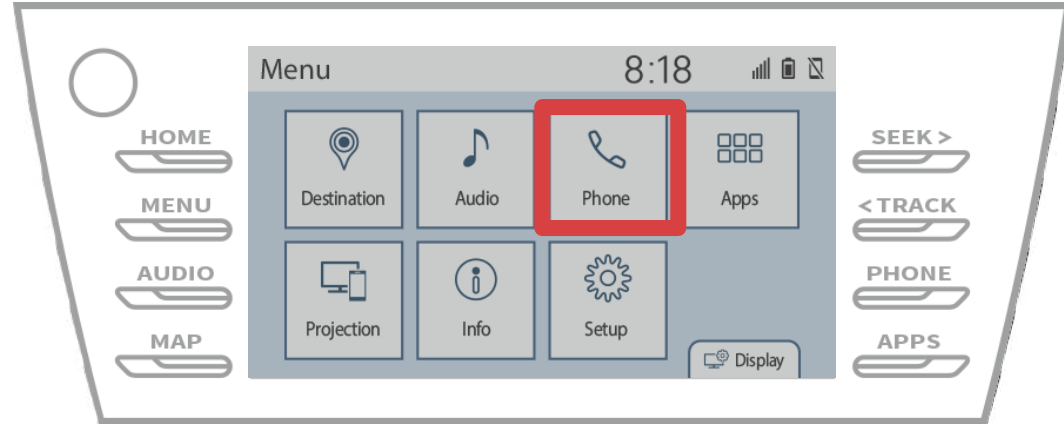 Menu 8:18
HOME
MENU
AUDIO
MAP
Destination Audio Phone Apps
Projection Info Setup
Display
SEEK >
< TRACK
PHONE
APPS